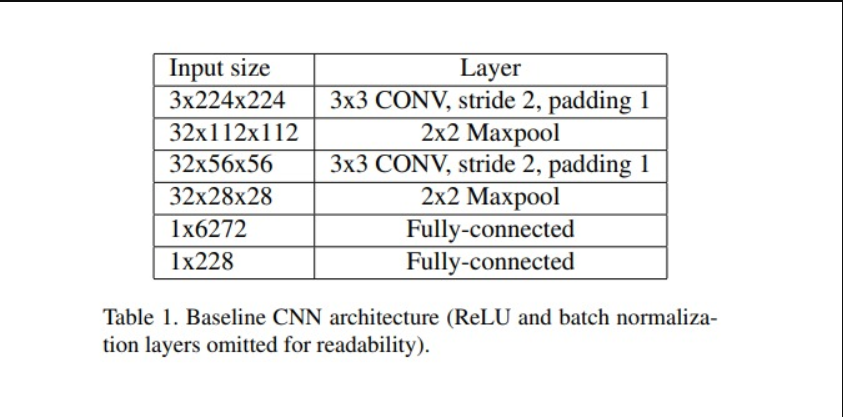 Input size Layer
3x224x224 3x3 CONV, stride 2, padding 1
32x112x112 2x2 Maxpool
32x56x56 3x3 CONV, stride 2, padding 1
32x28x28 2x2 Maxpool
1x6272 Fully-connected
1x228 Fully-connected
Table 1. Baseline CNN architecture (ReLU and batch normaliza-
tion layers omitted for readability).